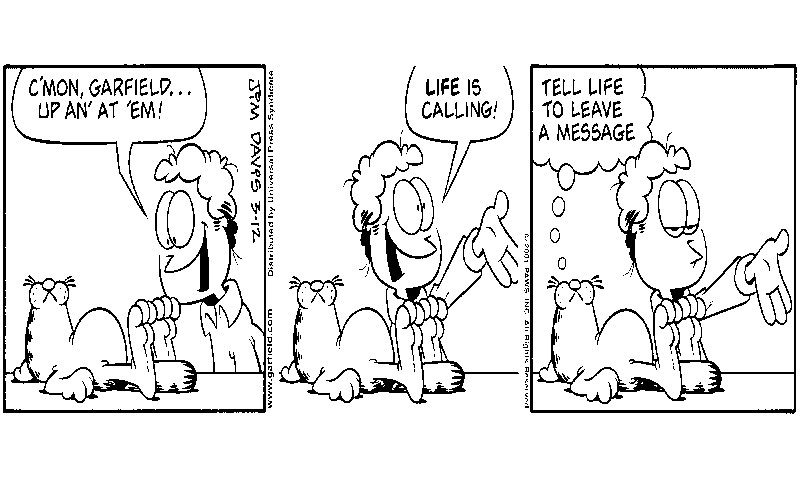 C'MON, GARFIELD...
UP AN' AT 'EM!
JIM DAVIS 3-12
www.garfield.com
Distributed by Universal Press Syndicate
LIFE IS
CALLING!
© 2001 PAWS, INC. All Rights Reserved
TELL LIFE
TO LEAVE
A MESSAGE